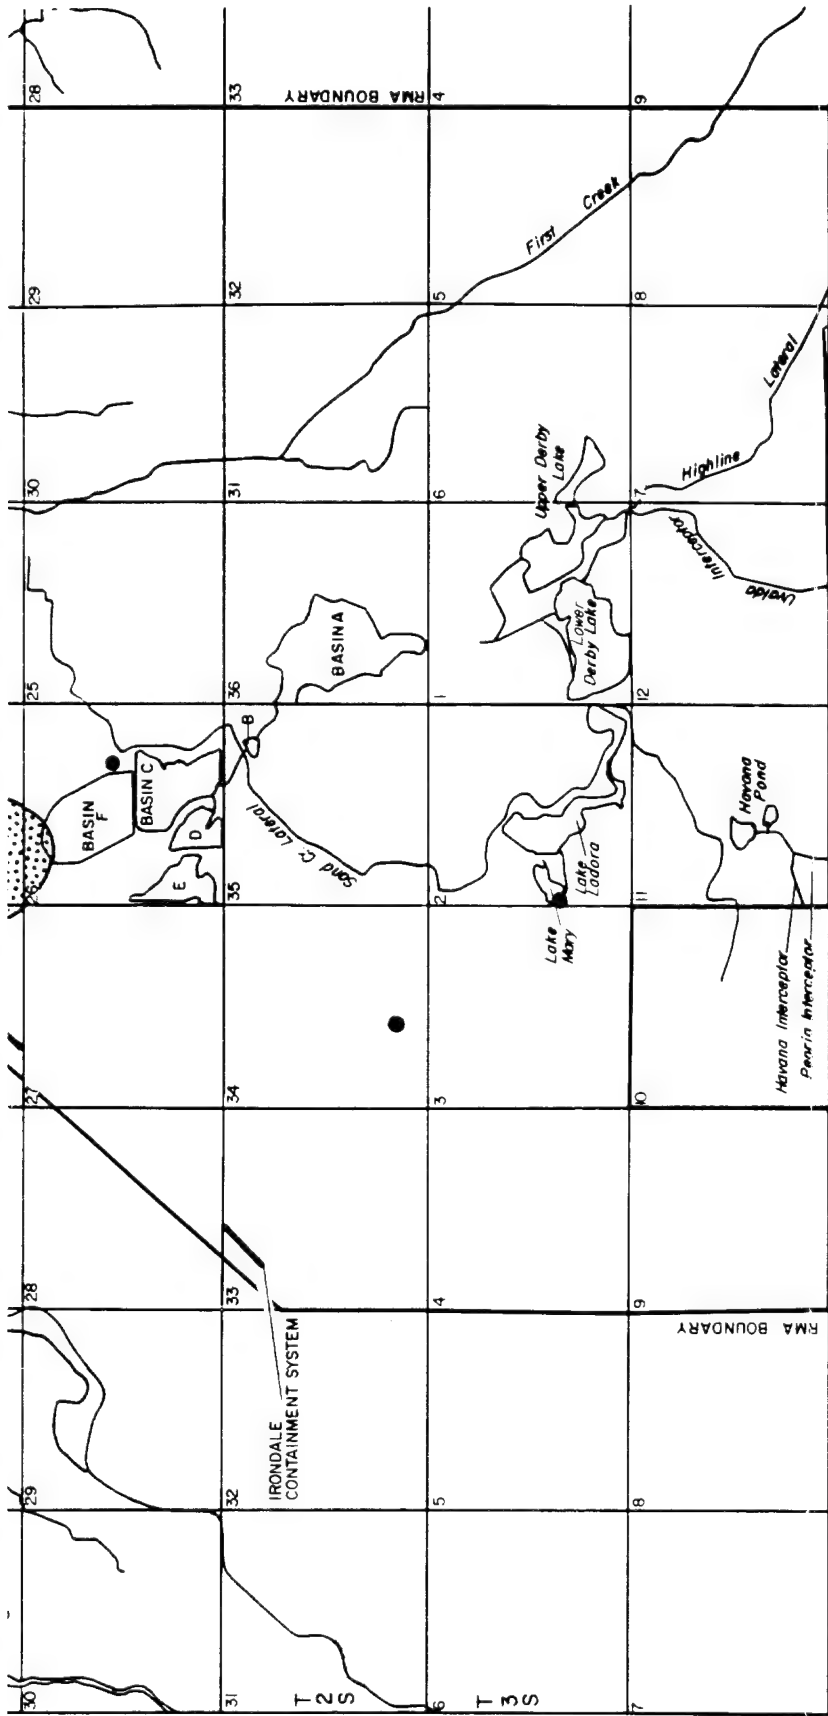 30
29
28
27
26
25
30
29
28
BASIN
F
BASIN C
E
D
31
32
33
34
35
36
31
32
33
B
IRONDALE
CONTAINMENT SYSTEM
Sand Cr. Lateral
BASIN A
RMA BOUNDARY
T 2 S
6
5
4
3
2
1
6
5
4
T 3 S
First Creek
Upper Derby
Lake
Lake
Mary
Lake
Ladora
Lower
Derby Lake
7
8
9
10
11
12
7
8
9
RMA BOUNDARY
Highline Lateral
Uvalda Interceptor
Havana
Pond
Havana Interceptor